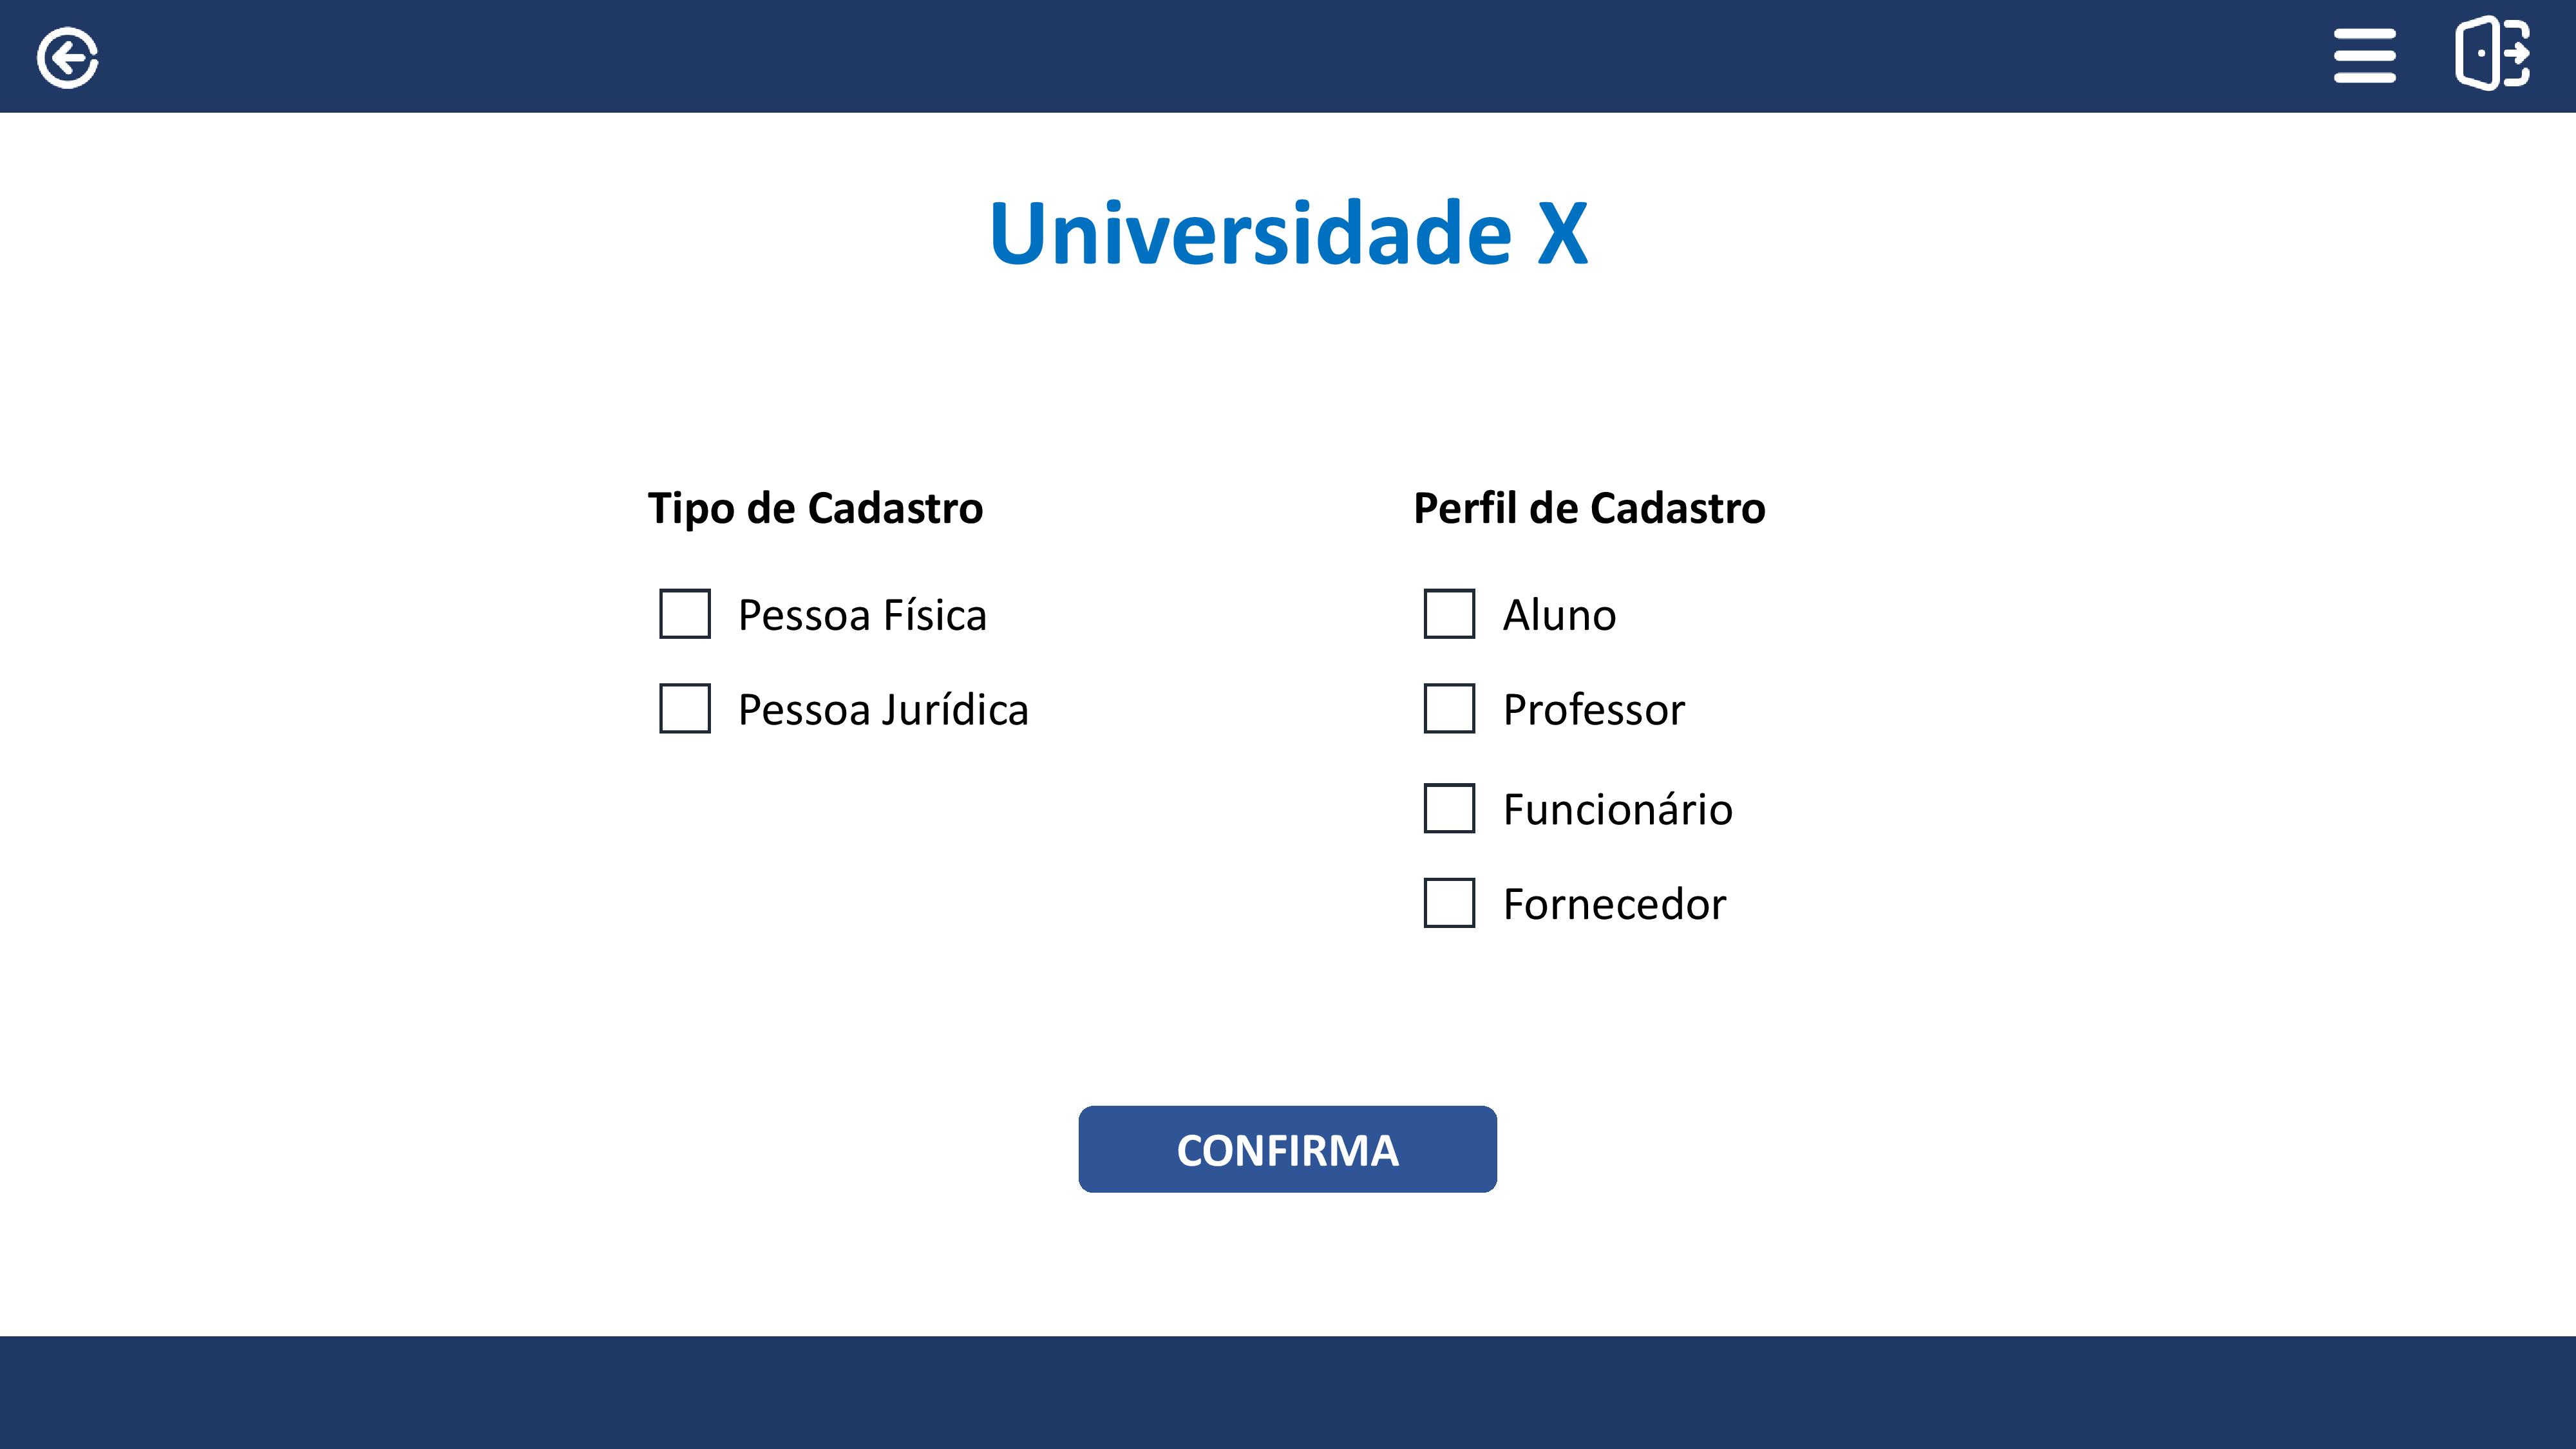 Universidade X
Tipo de Cadastro
Pessoa Física
Pessoa Jurídica
Perfil de Cadastro
Aluno
Professor
Funcionário
Fornecedor
CONFIRMA